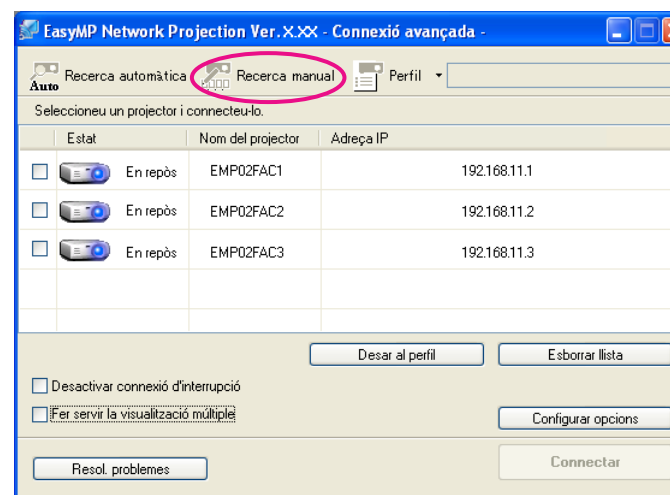 EasyMP Network Projection Ver.X.XX - Connexió avançada -
Auto Recerca automàtica Recerca manual Perfil
Seleccioneu un projector i connecteu-lo.
Estat Nom del projector Adreça IP
En repòs EMP02FAC1 192.168.11.1
En repòs EMP02FAC2 192.168.11.2
En repòs EMP02FAC3 192.168.11.3
Desar al perfil Esborrar llista
Desactivar connexió d'interrupció
Fer servir la visualització múltiple
Configurar opcions
Resol. problemes Connectar